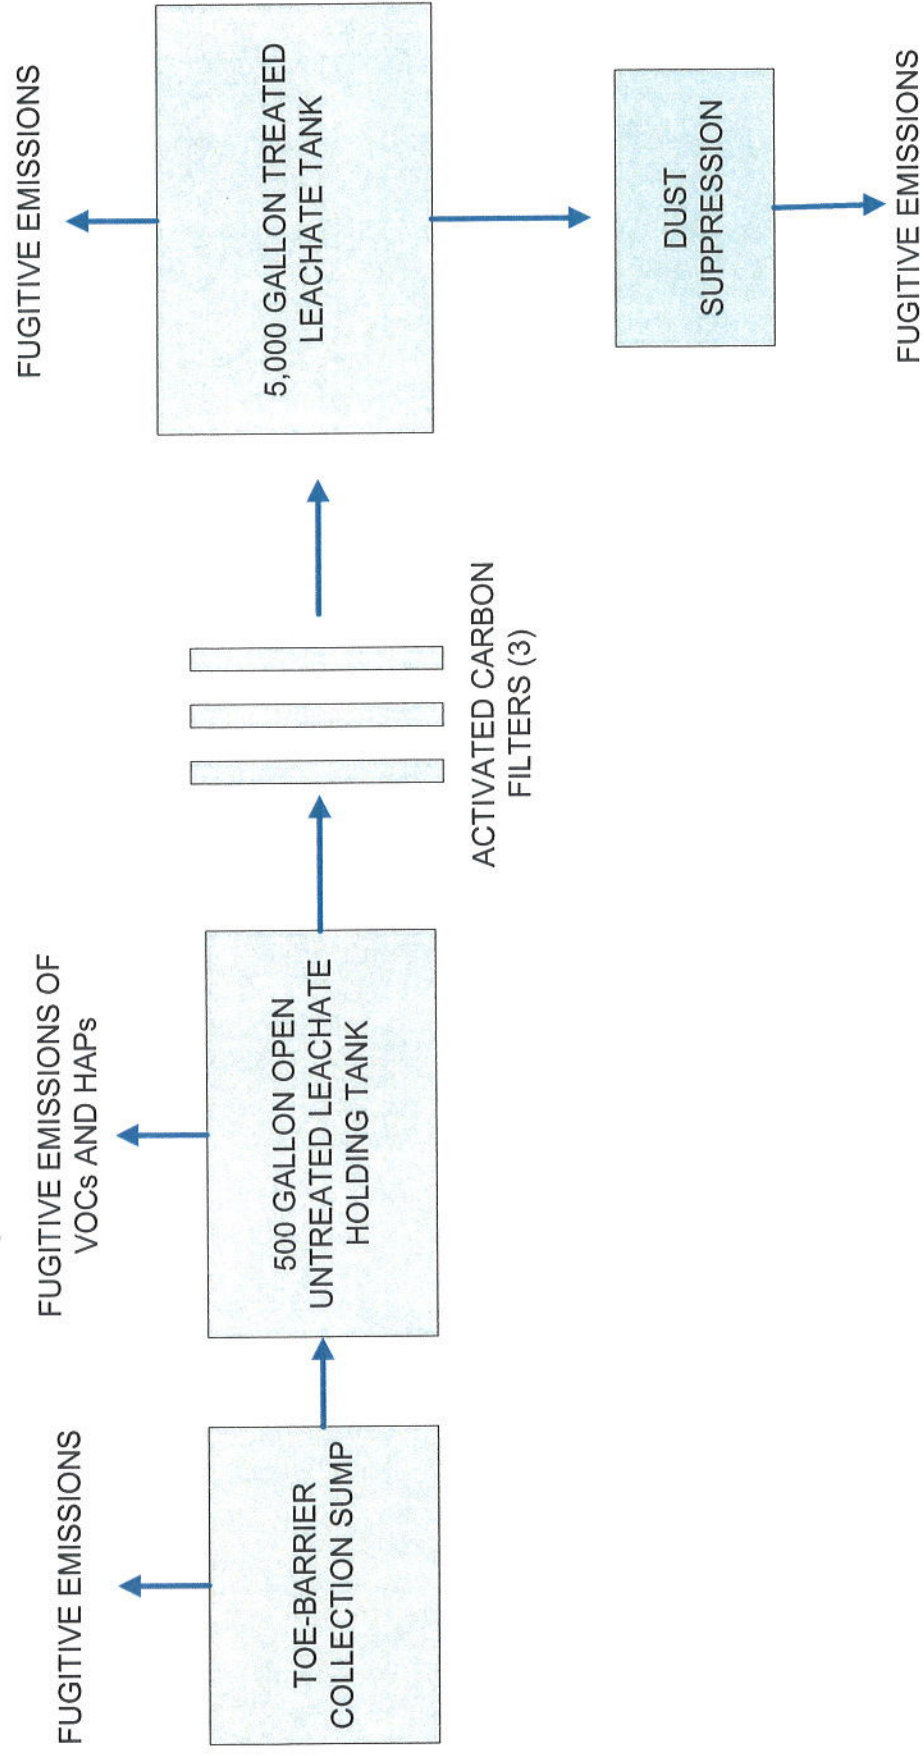 FUGITIVE EMISSIONS
TOE-BARRIER
COLLECTION SUMP
FUGITIVE EMISSIONS OF
VOCs AND HAPs
500 GALLON OPEN
UNTREATED LEACHATE
HOLDING TANK
ACTIVATED CARBON
FILTERS (3)
FUGITIVE EMISSIONS
5,000 GALLON TREATED
LEACHATE TANK
DUST
SUPPRESSION
FUGITIVE EMISSIONS